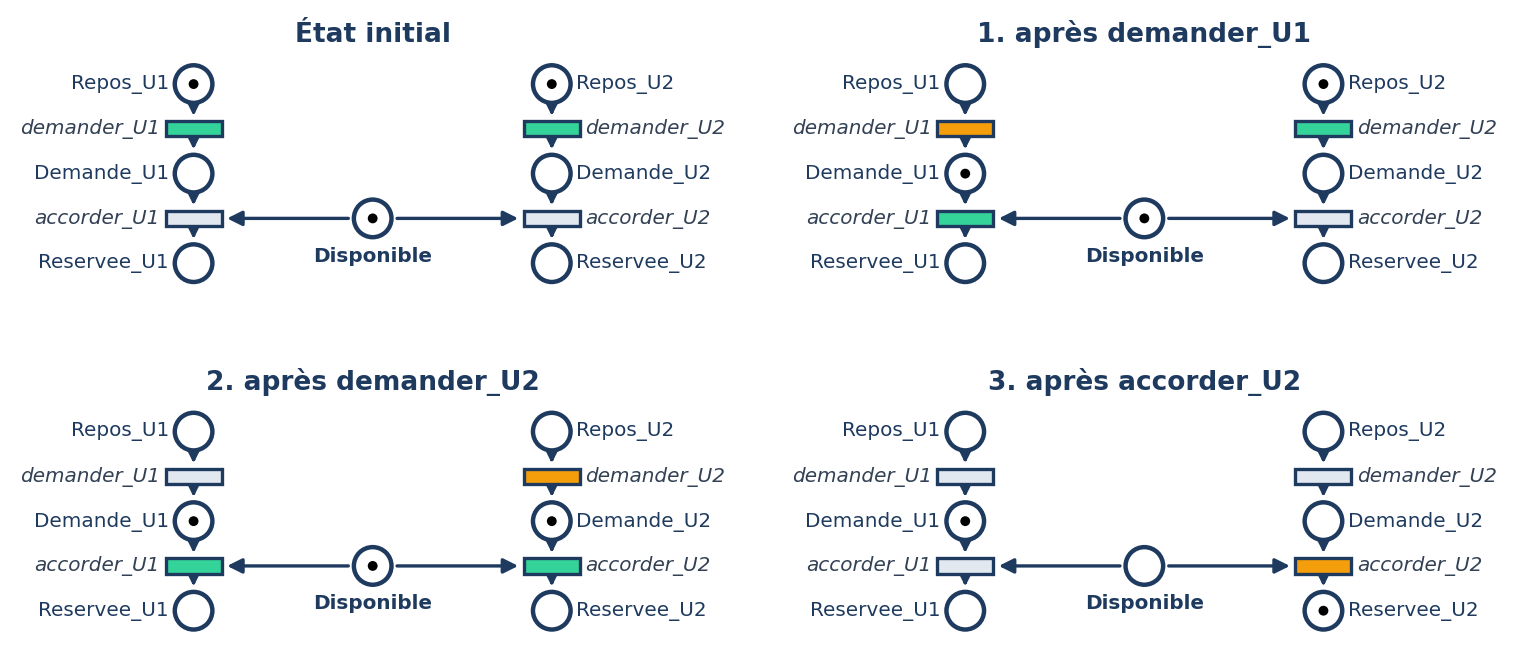 État initial
Repos_U1
Repos_U2
demander_U1
demander_U2
Demande_U1
Demande_U2
accorder_U1
accorder_U2
Disponible
Reservee_U1
Reservee_U2
1. après demander_U1
Repos_U1
Repos_U2
demander_U1
demander_U2
Demande_U1
Demande_U2
accorder_U1
accorder_U2
Disponible
Reservee_U1
Reservee_U2
2. après demander_U2
Repos_U1
Repos_U2
demander_U1
demander_U2
Demande_U1
Demande_U2
accorder_U1
accorder_U2
Disponible
Reservee_U1
Reservee_U2
3. après accorder_U2
Repos_U1
Repos_U2
demander_U1
demander_U2
Demande_U1
Demande_U2
accorder_U1
accorder_U2
Disponible
Reservee_U1
Reservee_U2